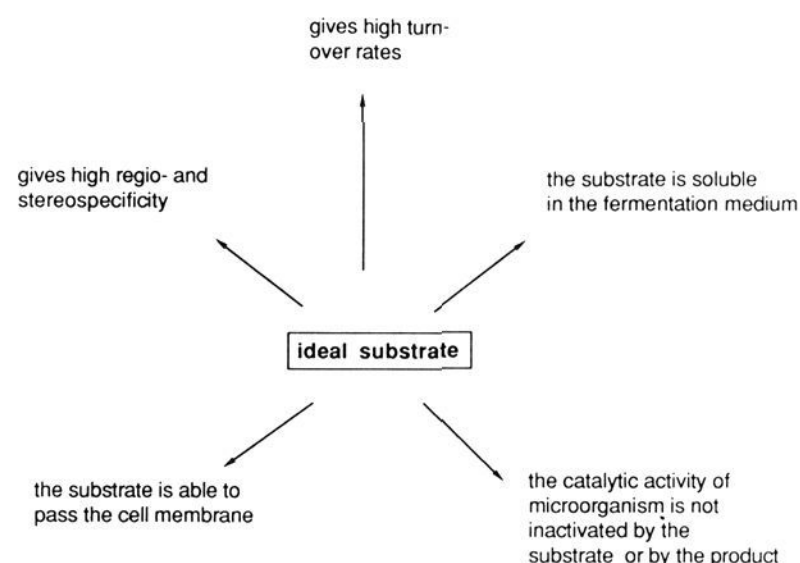 gives high turn-
over rates
gives high regio- and
stereospecificity
the substrate is soluble
in the fermentation medium
ideal substrate
the substrate is able to
pass the cell membrane
the catalytic activity of
microorganism is not
inactivated by the
substrate or by the product